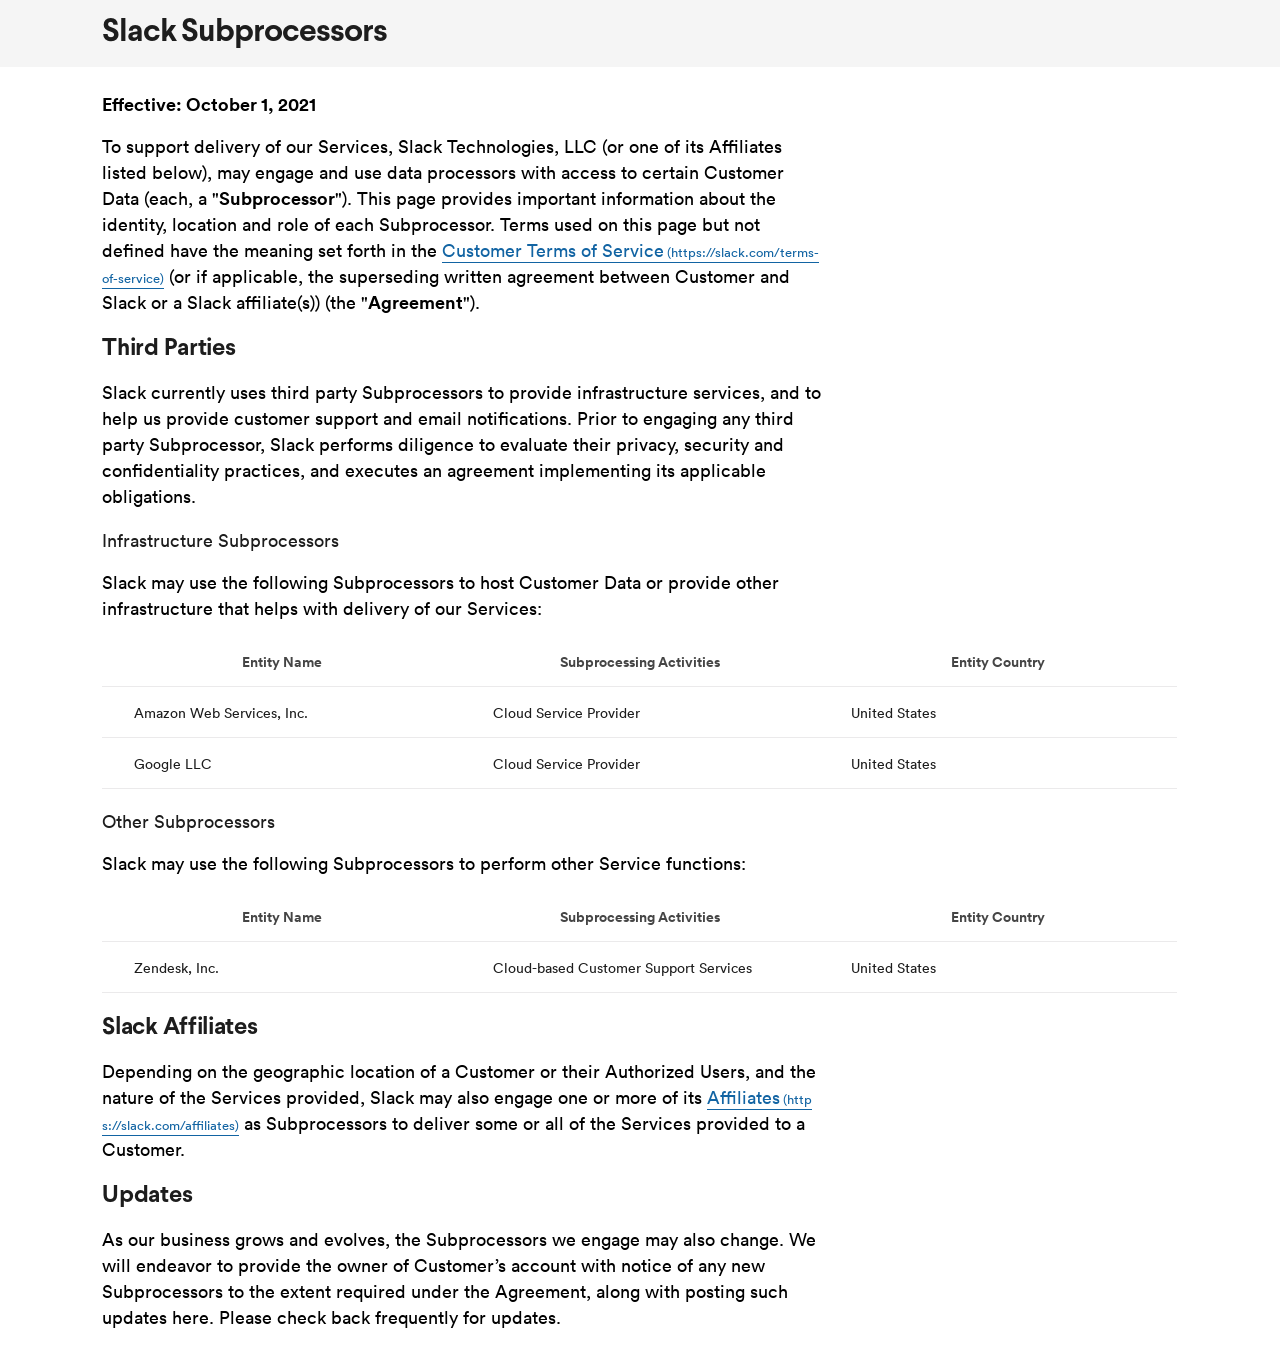 Slack Subprocessors
Effective: October 1, 2021
To support delivery of our Services, Slack Technologies, LLC (or one of its Affiliates
listed below), may engage and use data processors with access to certain Customer
Data (each, a "Subprocessor"). This page provides important information about the
identity, location and role of each Subprocessor. Terms used on this page but not
defined have the meaning set forth in the Customer Terms of Service (https://slack.com/terms-
of-service) (or if applicable, the superseding written agreement between Customer and
Slack or a Slack affiliate(s)) (the "Agreement").
Third Parties
Slack currently uses third party Subprocessors to provide infrastructure services, and to
help us provide customer support and email notifications. Prior to engaging any third
party Subprocessor, Slack performs diligence to evaluate their privacy, security and
confidentiality practices, and executes an agreement implementing its applicable
obligations.
Infrastructure Subprocessors
Slack may use the following Subprocessors to host Customer Data or provide other
infrastructure that helps with delivery of our Services:
Entity Name Subprocessing Activities Entity Country
Amazon Web Services, Inc. Cloud Service Provider United States
Google LLC Cloud Service Provider United States
Other Subprocessors
Slack may use the following Subprocessors to perform other Service functions:
Entity Name Subprocessing Activities Entity Country
Zendesk, Inc. Cloud-based Customer Support Services United States
Slack Affiliates
Depending on the geographic location of a Customer or their Authorized Users, and the
nature of the Services provided, Slack may also engage one or more of its Affiliates (http
s://slack.com/affiliates) as Subprocessors to deliver some or all of the Services provided to a
Customer.
Updates
As our business grows and evolves, the Subprocessors we engage may also change. We
will endeavor to provide the owner of Customer’s account with notice of any new
Subprocessors to the extent required under the Agreement, along with posting such
updates here. Please check back frequently for updates.